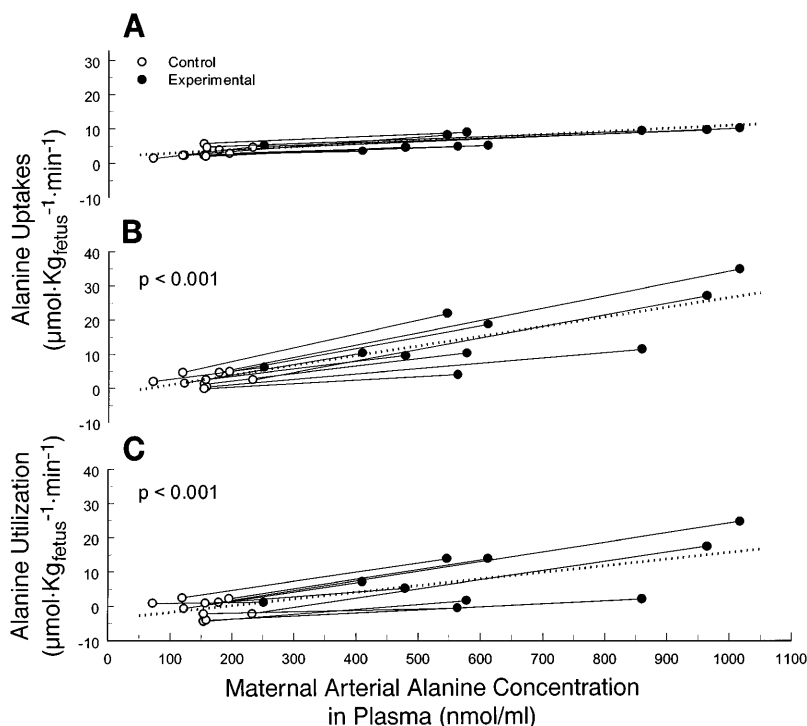 A
Control
Experimental
30
20
10
0
-10
Alanine Uptakes
(μmol·Kgfetus⁻¹·min⁻¹)
B
p < 0.001
40
30
20
10
0
-10
C
p < 0.001
40
30
20
10
0
-10
Alanine Utilization
(μmol·Kgfetus⁻¹·min⁻¹)
0 100 200 300 400 500 600 700 800 900 1000 1100
Maternal Arterial Alanine Concentration
in Plasma (nmol/ml)